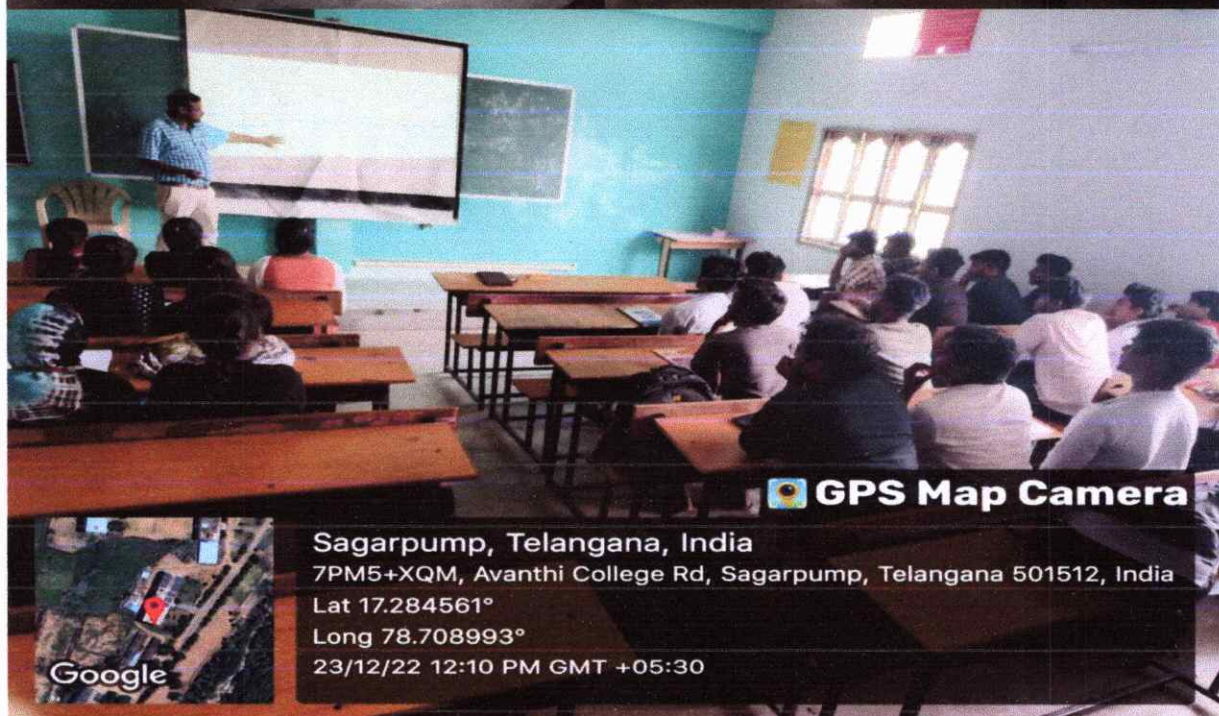 GPS Map Camera
Sagarpump, Telangana, India
7PM5+XQM, Avanthi College Rd, Sagarpump, Telangana 501512, India
Lat 17.284561°
Long 78.708993°
23/12/22 12:10 PM GMT +05:30
Google